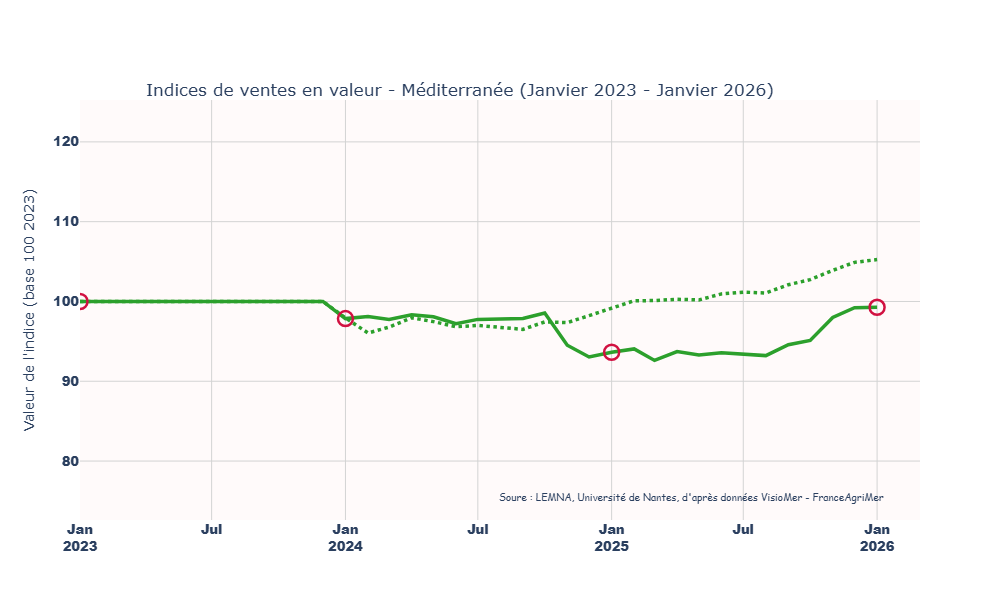 Indices de ventes en valeur - Méditerranée (Janvier 2023 - Janvier 2026)
Valeur de l'indice (base 100 2023)
120
110
100
90
80
Soure : LEMNA, Université de Nantes, d'après données VisioMer - FranceAgriMer
Jan Jul Jan Jul Jan Jul Jan
2023 2024 2025 2026